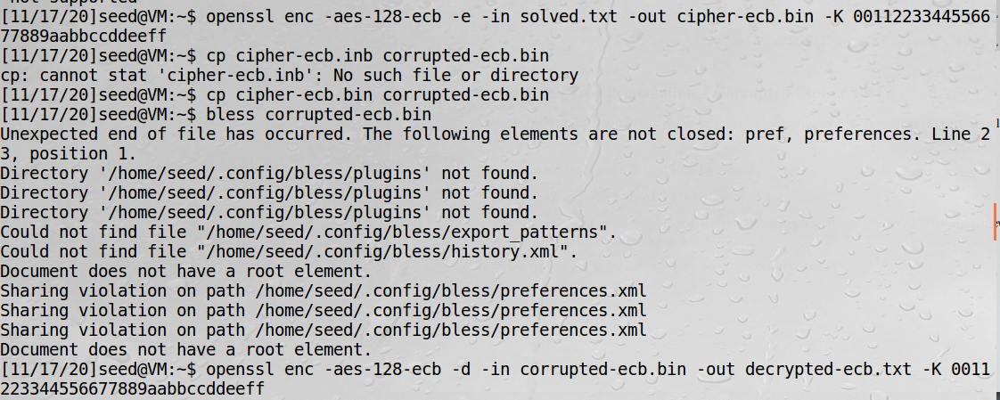 [11/17/20]seed@VM:~$ openssl enc -aes-128-ecb -e -in solved.txt -out cipher-ecb.bin -K 00112233445566
77889aabbccddeeff
[11/17/20]seed@VM:~$ cp cipher-ecb.inb corrupted-ecb.bin
cp: cannot stat 'cipher-ecb.inb': No such file or directory
[11/17/20]seed@VM:~$ cp cipher-ecb.bin corrupted-ecb.bin
[11/17/20]seed@VM:~$ bless corrupted-ecb.bin
Unexpected end of file has occurred. The following elements are not closed: pref, preferences. Line 2
3, position 1.
Directory '/home/seed/.config/bless/plugins' not found.
Directory '/home/seed/.config/bless/plugins' not found.
Directory '/home/seed/.config/bless/plugins' not found.
Could not find file "/home/seed/.config/bless/export_patterns".
Could not find file "/home/seed/.config/bless/history.xml".
Document does not have a root element.
Sharing violation on path /home/seed/.config/bless/preferences.xml
Sharing violation on path /home/seed/.config/bless/preferences.xml
Sharing violation on path /home/seed/.config/bless/preferences.xml
Document does not have a root element.
[11/17/20]seed@VM:~$ openssl enc -aes-128-ecb -d -in corrupted-ecb.bin -out decrypted-ecb.txt -K 0011
223344556677889aabbccddeeff